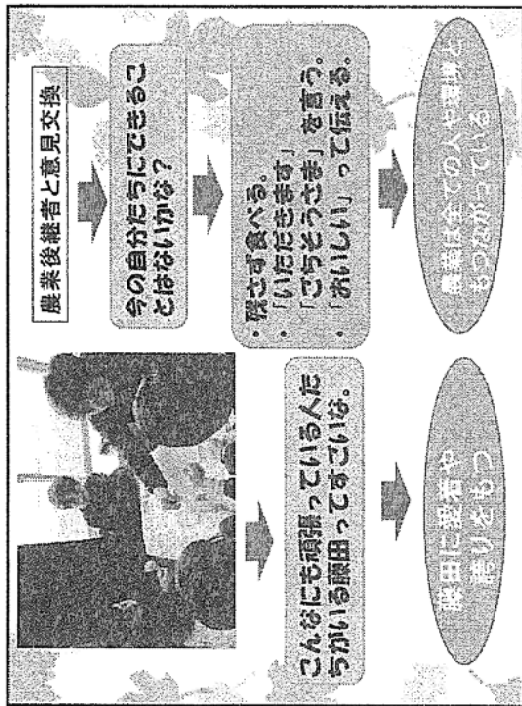 農業後継者と意見交換
今の自分たちにできるこ
とはないかな?
・残さず食べる。
・「いただきます」
「ごちそうさま」を言う。
・「おいしい」って伝える。
農業は全ての人や環境と
もつながっている
こんなにも頑張っている人た
ちがいる藤田ってすごいな。
藤田に愛着や
誇りをもつ